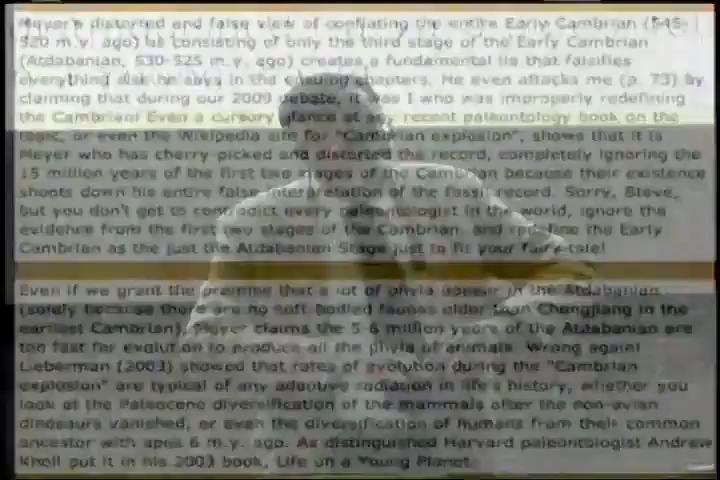 Meyer's distorted and false view of conflating the entire Early Cambrian (545-
520 m.y. ago) as consisting of only the third stage of the Early Cambrian
(Atdabanian, 530-525 m.y. ago) creates a fundamental lie that falsifies
everything else he says in the ensuing chapters. He even attacks me (p. 73) by
claiming that during our 2009 debate, it was I who was improperly redefining
the Cambrian! Even a cursory glance at any recent paleontology book on the
topic, or even the Wikipedia site for "Cambrian explosion", shows that it is
Meyer who has cherry-picked and distorted the record, completely ignoring the
15 million years of the first two stages of the Cambrian because their existence
shoots down his entire false interpretation of the fossil record. Sorry, Steve,
but you don't get to contradict every paleontologist in the world, ignore the
evidence from the first two stages of the Cambrian, and redefine the Early
Cambrian as the just the Atdabanian Stage just to fit your fairy-tale!
Even if we grant the premise that a lot of phyla appear in the Atdabanian
(solely because there are no soft-bodied faunas older than Chengjiang in the
earliest Cambrian), Meyer claims the 5-6 million years of the Atdabanian are
too fast for evolution to produce all the phyla of animals. Wrong again!
Lieberman (2003) showed that rates of evolution during the "Cambrian
explosion" are typical of any adaptive radiation in life's history, whether you
look at the Paleocene diversification of the mammals after the non-avian
dinosaurs vanished, or even the diversification of humans from their common
ancestor with apes 6 m.y. ago. As distinguished Harvard paleontologist Andrew
Knoll put it in his 2003 book, Life on a Young Planet,